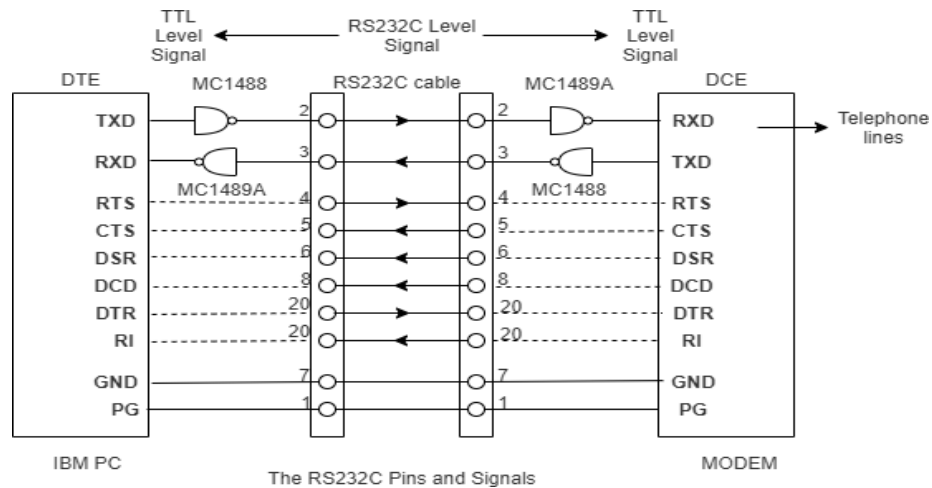 TTL
Level
Signal
RS232C Level
Signal
TTL
Level
Signal
DTE
MC1488
RS232C cable
MC1489A
DCE
TXD
2
2
RXD
Telephone
lines
RXD
3
3
TXD
MC1489A
MC1488
RTS
4
4
RTS
CTS
5
5
CTS
DSR
6
6
DSR
DCD
8
8
DCD
DTR
20
20
DTR
RI
20
20
RI
GND
7
7
GND
PG
1
1
PG
IBM PC
The RS232C Pins and Signals
MODEM